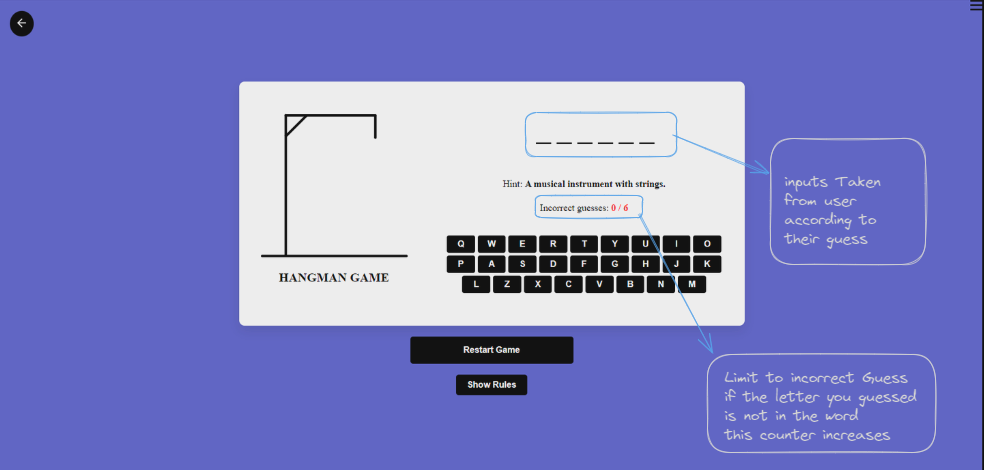 Hint: A musical instrument with strings.
Incorrect guesses: 0 / 6
Q W E R T Y U I O
P A S D F G H J K
L Z X C V B N M
HANGMAN GAME
Restart Game
Show Rules
inputs Taken
from user
according to
their guess
Limit to incorrect Guess
if the letter you guessed
is not in the word
this counter increases